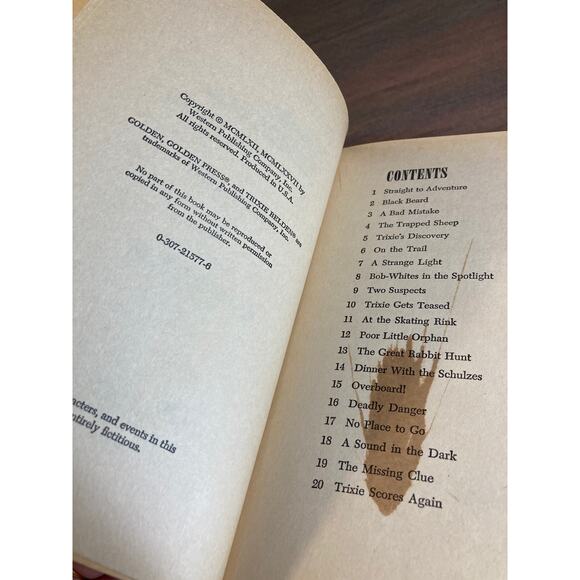 Copyright © MCMLXII, MCMLXXVII by
Western Publishing Company, Inc.
All rights reserved. Produced in U.S.A.
GOLDEN, GOLDEN PRESS®, and TRIXIE BELDEN® are
trademarks of Western Publishing Company, Inc.
No part of this book may be reproduced or
copied in any form without written permission
from the publisher.
0-307-21577-6
acters, and events in this
entirely fictitious.
CONTENTS
1 Straight to Adventure
2 Black Beard
3 A Bad Mistake
4 The Trapped Sheep
5 Trixie's Discovery
6 On the Trail
7 A Strange Light
8 Bob-Whites in the Spotlight
9 Two Suspects
10 Trixie Gets Teased
11 At the Skating Rink
12 Poor Little Orphan
13 The Great Rabbit Hunt
14 Dinner With the Schulzes
15 Overboard!
16 Deadly Danger
17 No Place to Go
18 A Sound in the Dark
19 The Missing Clue
20 Trixie Scores Again